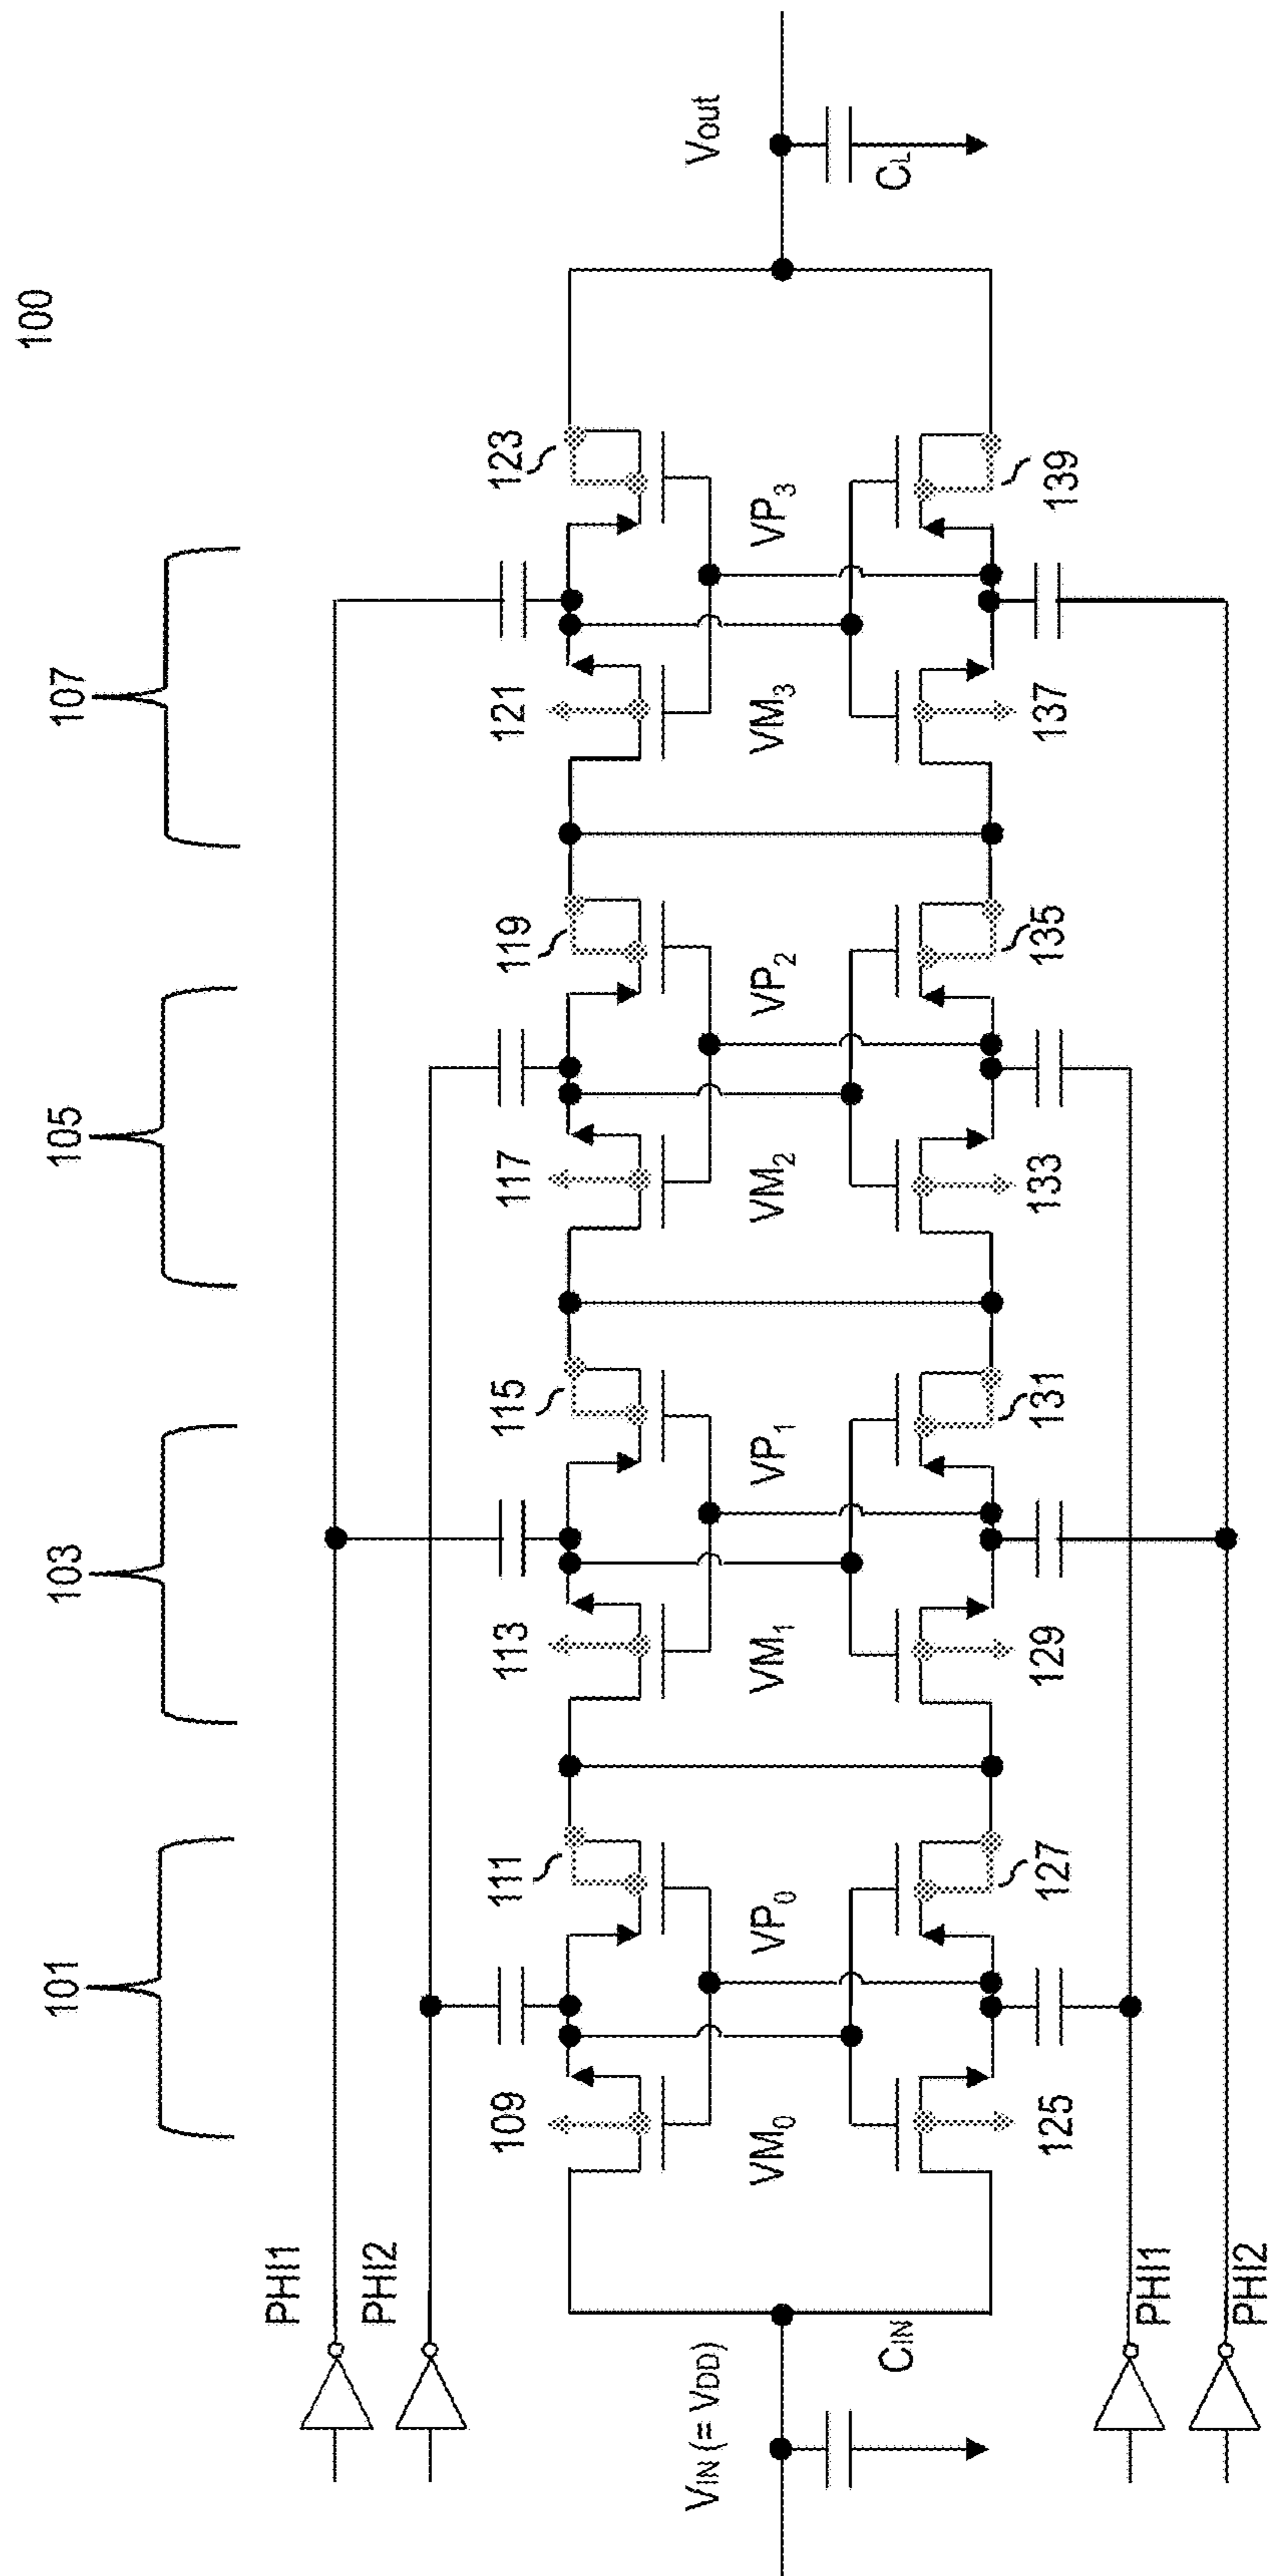 100
101
103
105
107
PHI1
PHI2
109
111
113
115
117
119
121
123
VIN (= VDD)
VM0
VP0
VM1
VP1
VM2
VP2
VM3
VP3
Vout
CIN
CL
125
127
129
131
133
135
137
139
PHI1
PHI2